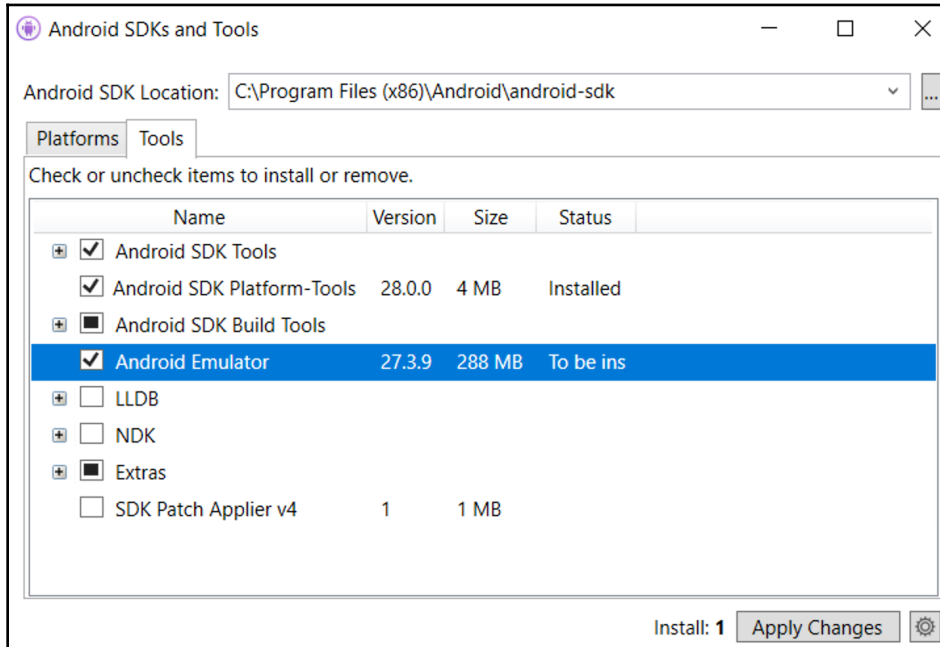 Android SDKs and Tools
Android SDK Location: C:\Program Files (x86)\Android\android-sdk ...
Platforms Tools
Check or uncheck items to install or remove.
Name Version Size Status
Android SDK Tools
Android SDK Platform-Tools 28.0.0 4 MB Installed
Android SDK Build Tools
Android Emulator 27.3.9 288 MB To be ins
LLDB
NDK
Extras
SDK Patch Applier v4 1 1 MB
Install: 1 Apply Changes